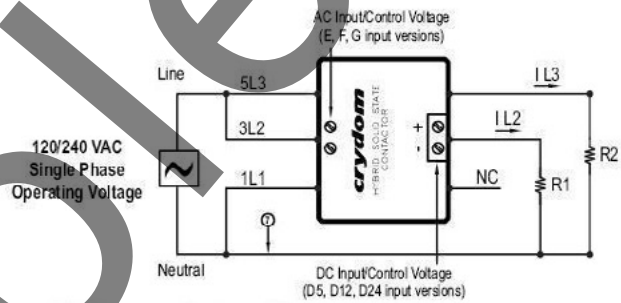 AC Input/Control Voltage
(E, F, G input versions)
Line
5L3
3L2
1L1
120/240 VAC
Single Phase
Operating Voltage
7
Neutral
crydom
HYBRID SOLID STATE
CONTACTOR
+
-
I L3
I L2
NC
R1
R2
DC Input/Control Voltage
(D5, D12, D24 input versions)